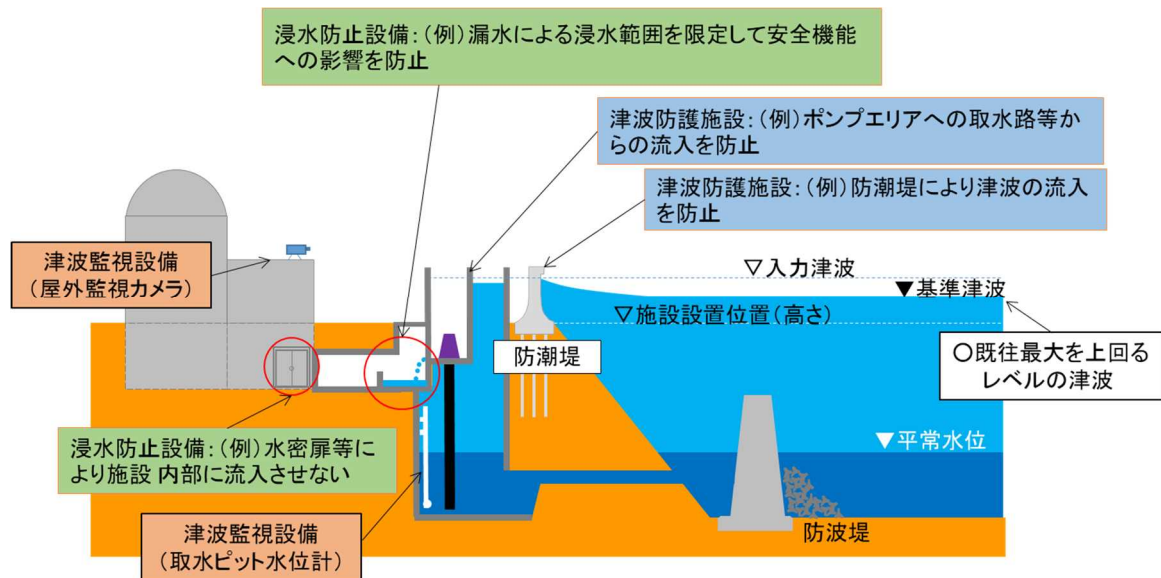 浸水防止設備：（例）漏水による浸水範囲を限定して安全機能
への影響を防止
津波防護施設：（例）ポンプエリアへの取水路等か
らの流入を防止
津波防護施設：（例）防潮堤により津波の流入
を防止
津波監視設備
（屋外監視カメラ）
▽入力津波
▼基準津波
▽施設設置位置（高さ）
防潮堤
〇既往最大を上回る
レベルの津波
▼平常水位
浸水防止設備：（例）水密扉等に
より施設 内部に流入させない
津波監視設備
（取水ピット水位計）
防波堤